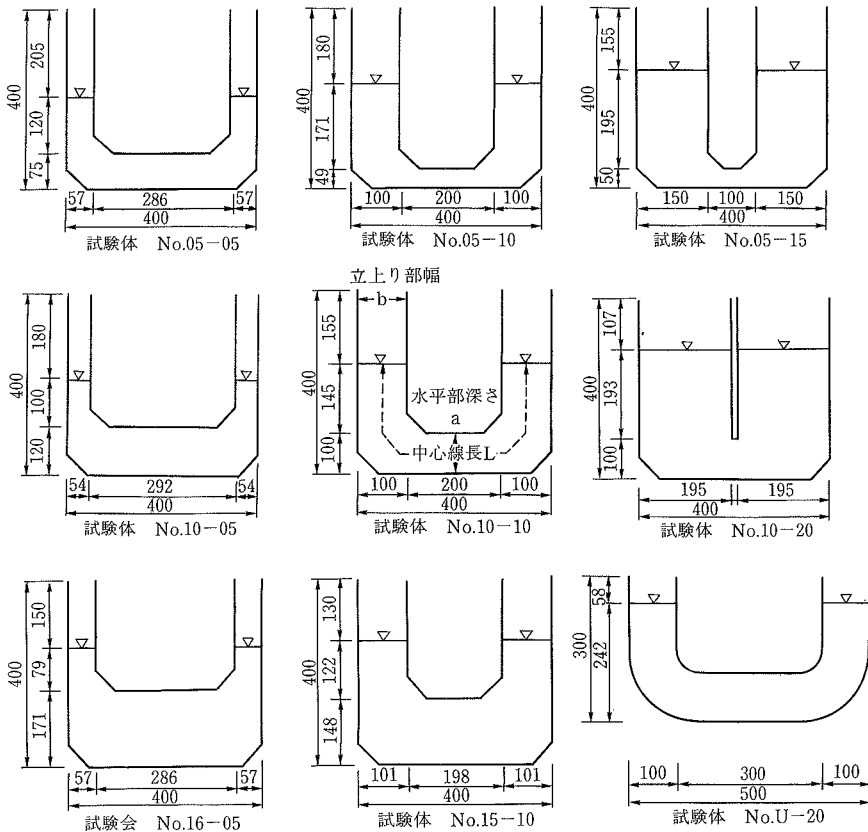 400 205 120 75
57 286 57
400
試験体 No.05−05
400 180 171 49
100 200 100
400
試験体 No.05−10
400 155 195 50
150 100 150
400
試験体 No.05−15
400 180 100 120
54 292 54
400
試験体 No.10−05
立上り部幅
b
400 155 145 100
水平部深さ
a
中心線長L
100 200 100
400
試験体 No.10−10
400 107 193 100
195 195
400
試験体 No.10−20
400 150 79 171
57 286 57
400
試験会 No.16−05
400 130 122 148
101 198 101
400
試験体 No.15−10
300 58 242
100 300 100
500
試験体 No.U−20